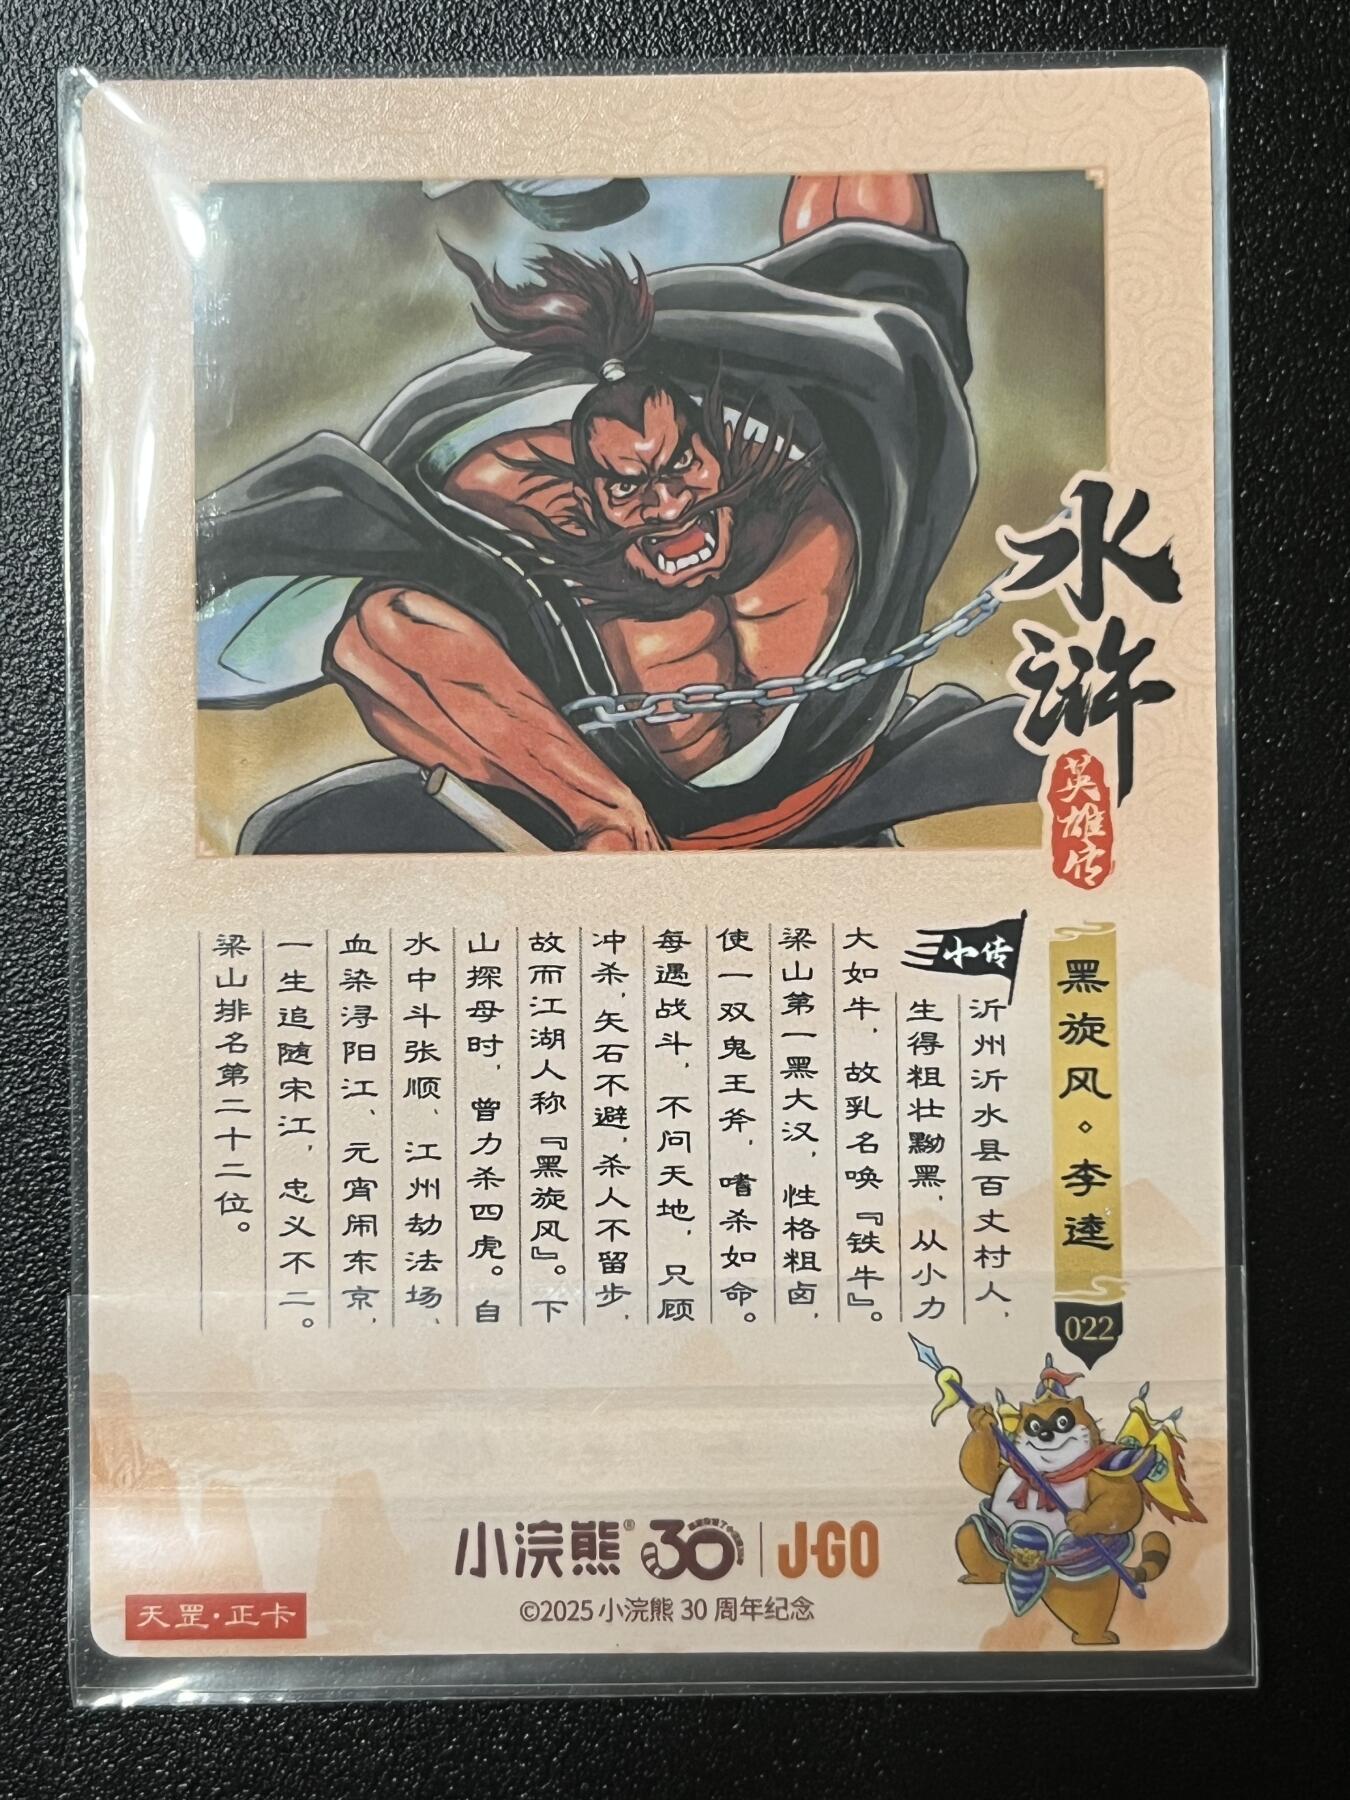 水浒
英雄传
黑旋风·李逵
022
小传
沂州沂水县百丈村人，
生得粗壮黝黑，从小力
大如牛，故乳名唤『铁牛』。
梁山第一黑大汉，性格粗卤，
使一双鬼王斧，嗜杀如命。
每遇战斗，不问天地，只顾
冲杀，矢石不避，杀人不留步，
故而江湖人称『黑旋风』。下
山探母时，曾力杀四虎。自
水中斗张顺、江州劫法场、
血染浔阳江、元宵闹东京，
一生追随宋江，忠义不二。
梁山排名第二十二位。
小浣熊® 30 | J-GO
©2025 小浣熊 30 周年纪念
天罡·正卡